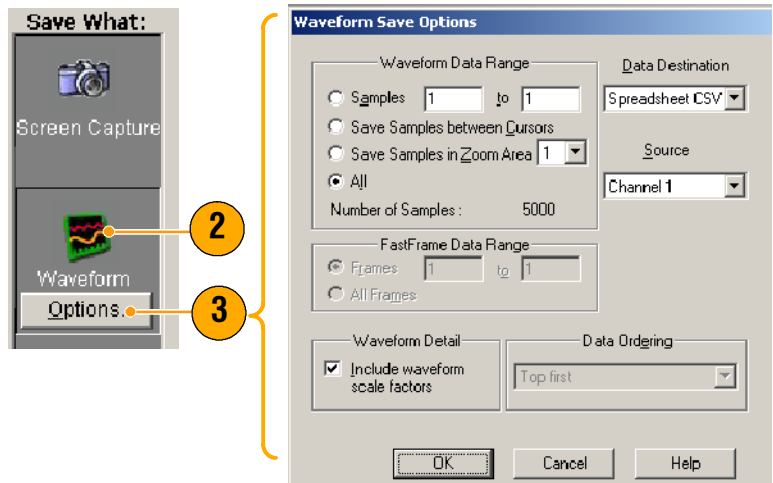 Save What:
Screen Capture
Waveform
Options.
2
3
Waveform Save Options
Waveform Data Range
Samples 1 to 1
Save Samples between Cursors
Save Samples in Zoom Area 1
All
Number of Samples : 5000
Data Destination
Spreadsheet CSV
Source
Channel 1
FastFrame Data Range
Frames 1 to 1
All Frames
Waveform Detail
Include waveform
scale factors
Data Ordering
Top first
OK Cancel Help